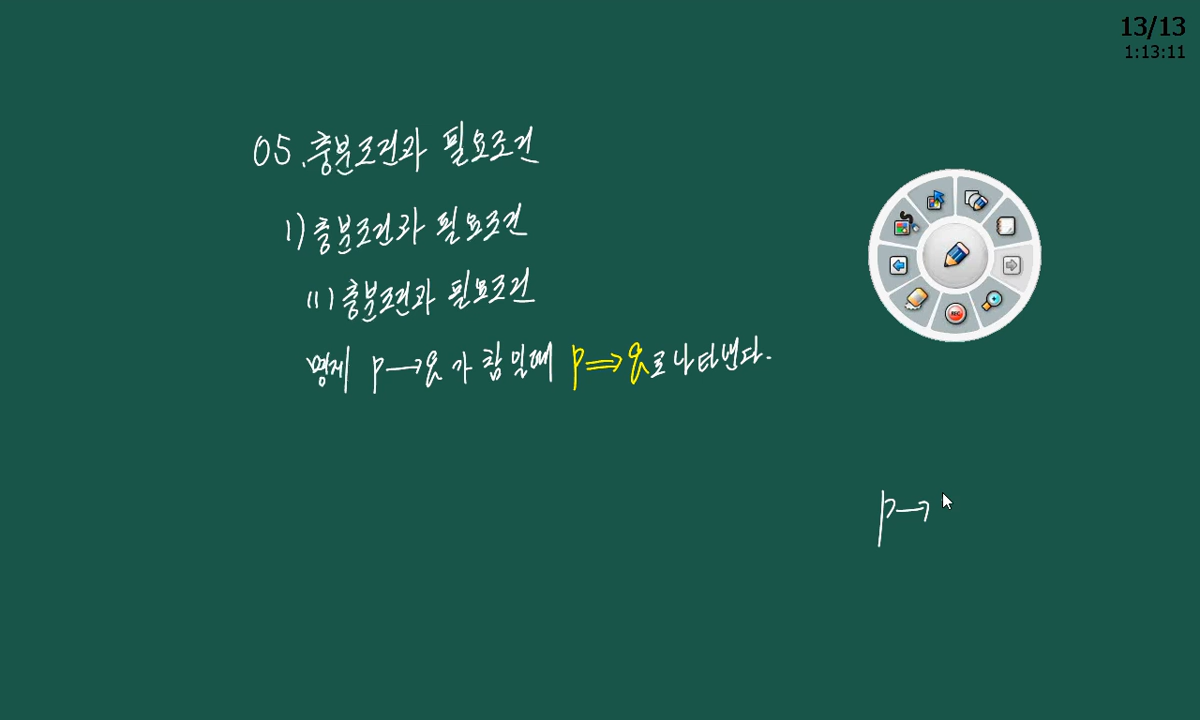 13/13
1:13:11
05. 충분조건과 필요조건
1) 충분조건과 필요조건
(1) 충분조건과 필요조건
명제 p→q가 참일때 p⇒q로 나타낸다.
p→